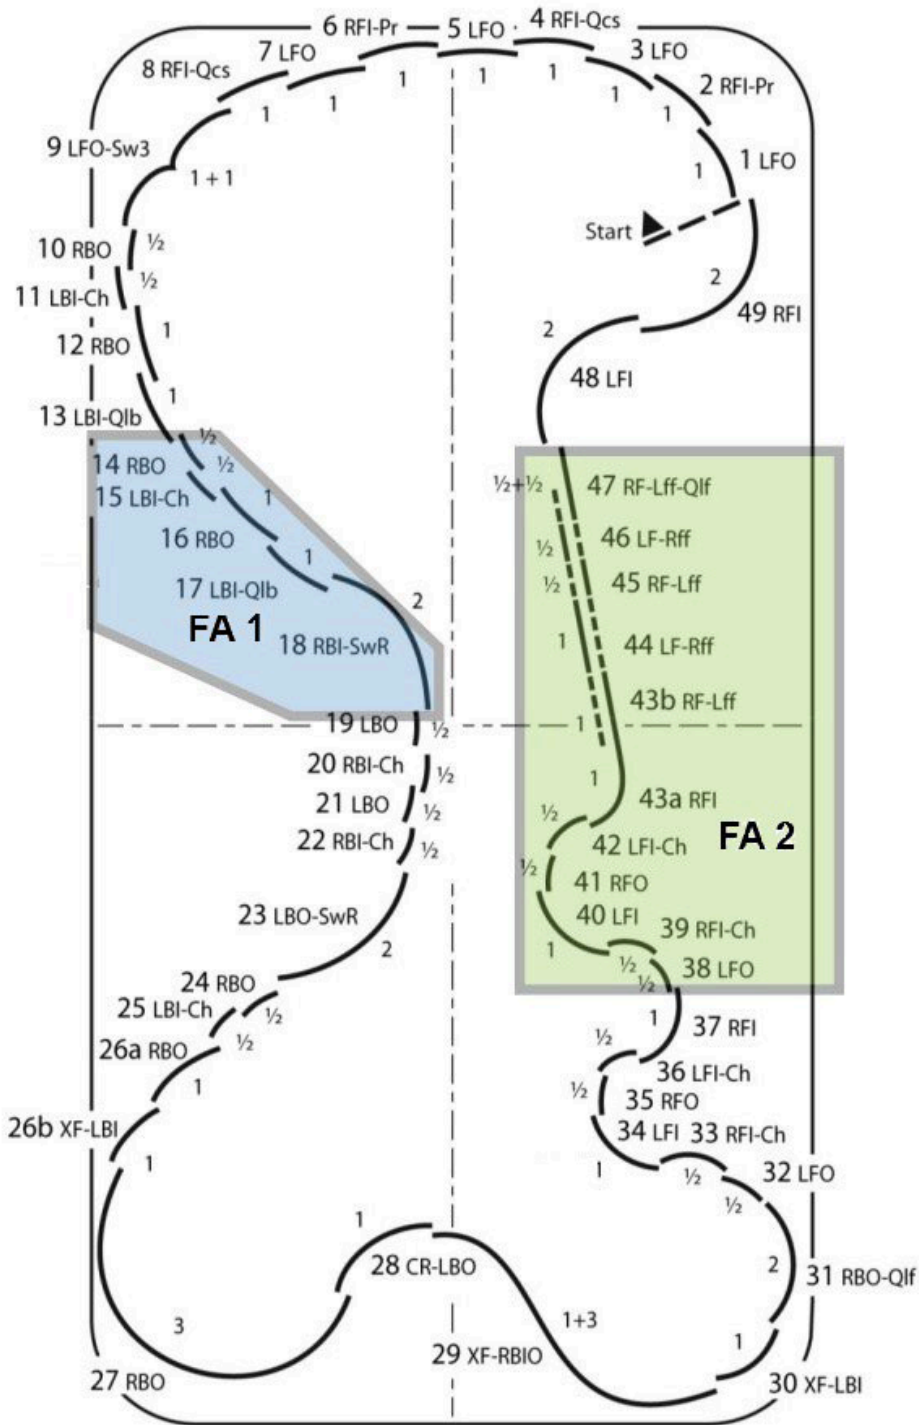 6 RFI-Pr
5 LFO
4 RFI-Qcs
7 LFO
3 LFO
8 RFI-Qcs
2 RFI-Pr
1
1
1
1
1
1
1
9 LFO-Sw3
1 + 1
1
1 LFO
Start
10 RBO
½
11 LBI-Ch
½
2
49 RFI
12 RBO
1
2
48 LFI
13 LBI-Qlb
1
½
14 RBO
½
15 LBI-Ch
1
16 RBO
1
17 LBI-Qlb
2
FA 1
18 RBI-SwR
½+½
47 RF-Lff-Qlf
½
46 LF-Rff
½
45 RF-Lff
1
44 LF-Rff
43b RF-Lff
1
19 LBO
½
20 RBI-Ch
½
21 LBO
½
22 RBI-Ch
½
1
43a RFI
½
42 LFI-Ch
FA 2
½
41 RFO
40 LFI
39 RFI-Ch
1
½
38 LFO
½
23 LBO-SwR
2
24 RBO
½
25 LBI-Ch
½
26a RBO
1
26b XF-LBI
1
1
37 RFI
½
36 LFI-Ch
½
35 RFO
34 LFI
33 RFI-Ch
1
½
32 LFO
½
1
28 CR-LBO
2
31 RBO-Qlf
3
1+3
29 XF-RBIO
1
27 RBO
30 XF-LBI